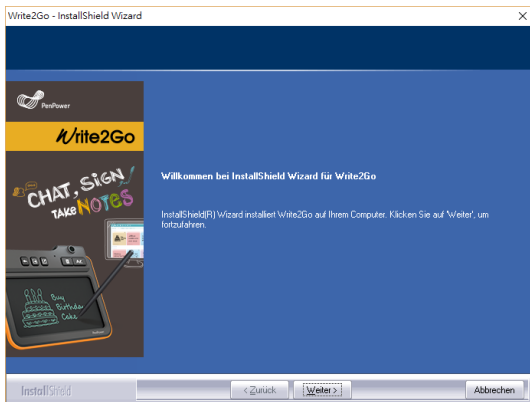 Write2Go - InstallShield Wizard
PenPower
Write2Go
CHAT, SIGN!
TAKE NOTES
Buy
Birthday
Cake
Willkommen bei InstallShield Wizard für Write2Go
InstallShield(R) Wizard installiert Write2Go auf Ihrem Computer. Klicken Sie auf 'Weiter', um
fortzufahren.
InstallShield
< Zurück
Weiter >
Abbrechen